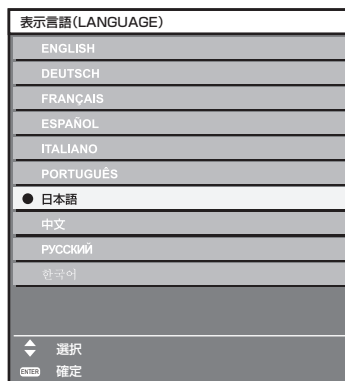 表示言語(LANGUAGE)
ENGLISH
DEUTSCH
FRANÇAIS
ESPAÑOL
ITALIANO
PORTUGUÊS
日本語
中文
РУССКИЙ
한국어
選択
ENTER 確定